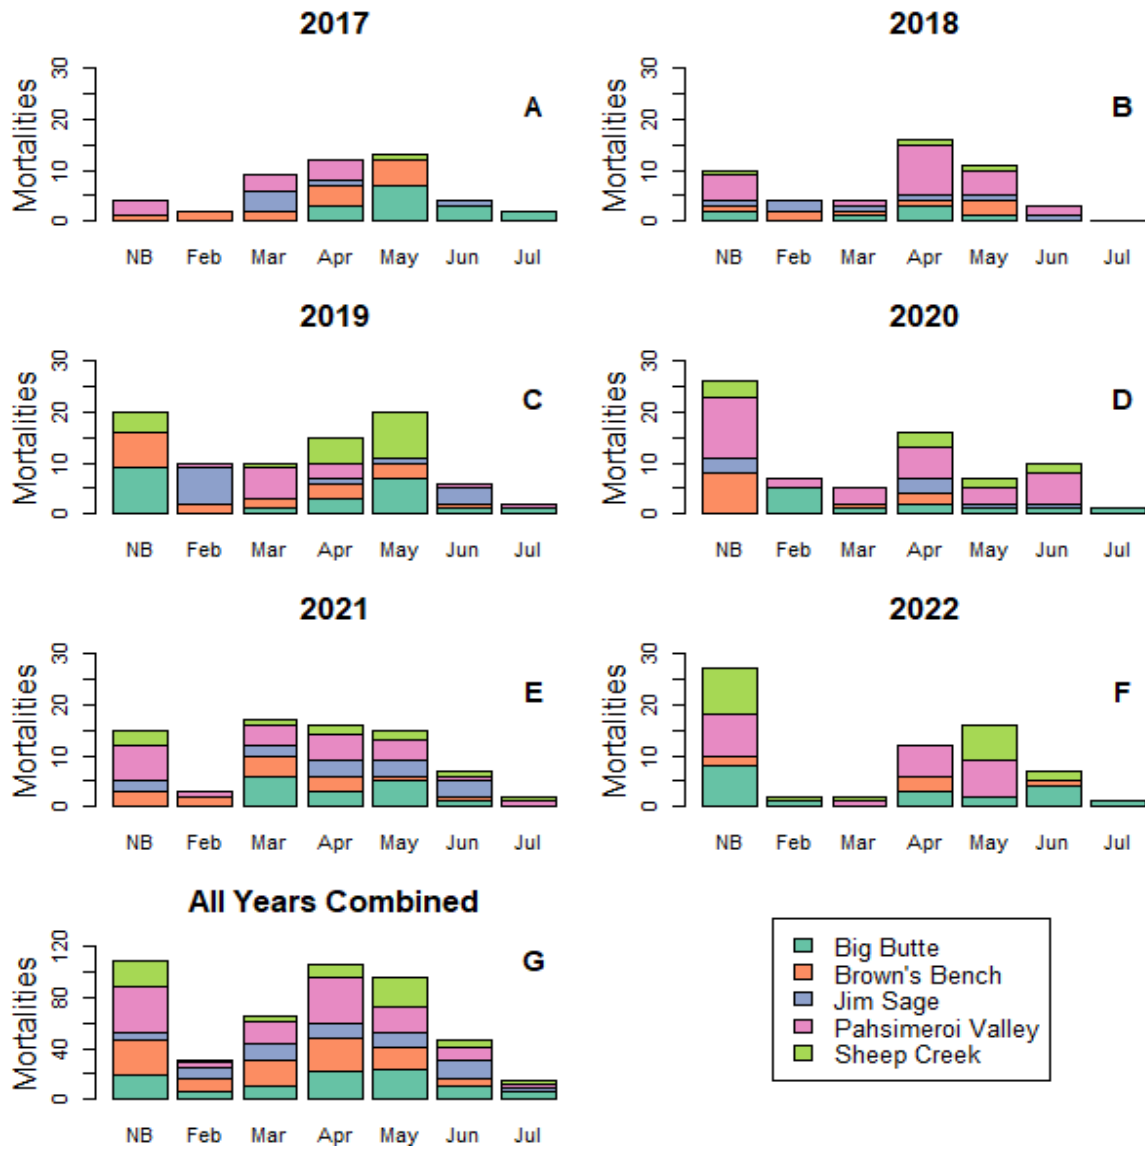 2017
2018
30
20
10
0
Mortalities
A
NB Feb Mar Apr May Jun Jul
30
20
10
0
Mortalities
B
NB Feb Mar Apr May Jun Jul
2019
2020
30
20
10
0
Mortalities
C
NB Feb Mar Apr May Jun Jul
30
20
10
0
Mortalities
D
NB Feb Mar Apr May Jun Jul
2021
2022
30
20
10
0
Mortalities
E
NB Feb Mar Apr May Jun Jul
30
20
10
0
Mortalities
F
NB Feb Mar Apr May Jun Jul
All Years Combined
120
80
40
0
Mortalities
G
NB Feb Mar Apr May Jun Jul
Big Butte
Brown's Bench
Jim Sage
Pahsimeroi Valley
Sheep Creek